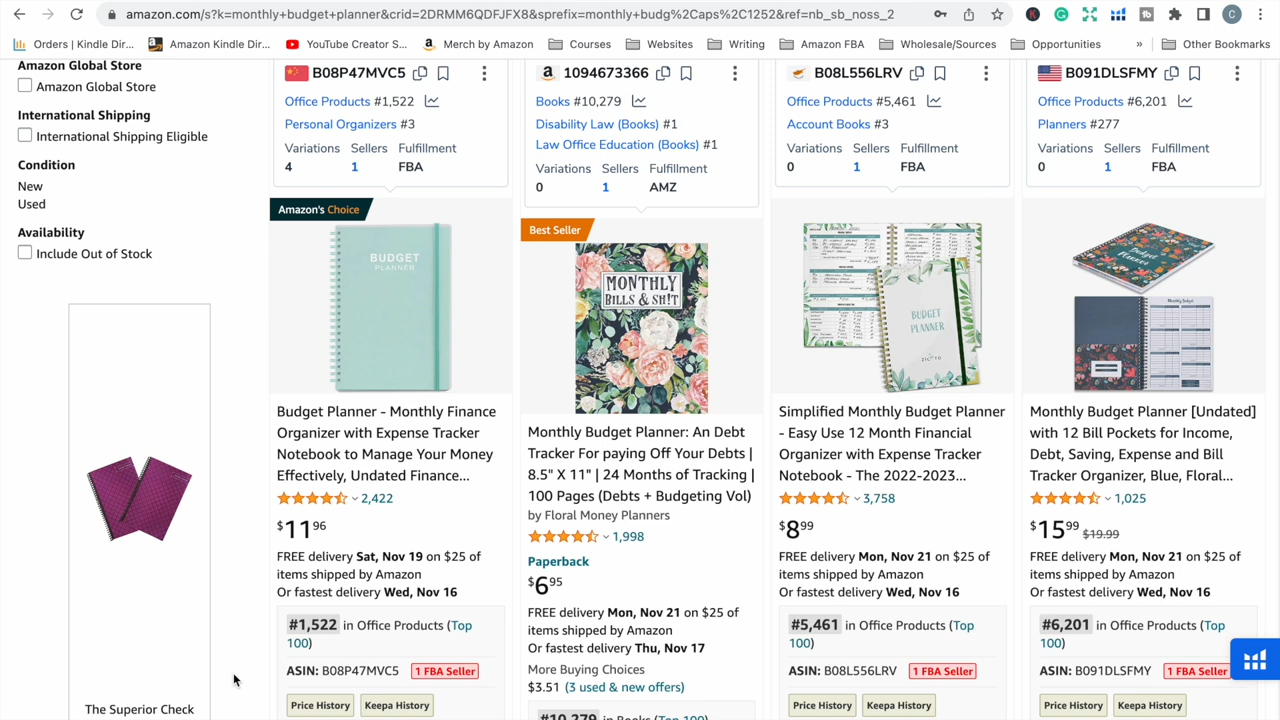 amazon.com/s?k=monthly+budget+planner&crid=2DRMM6QDFJFX8&sprefix=monthly+budg%2Caps%2C1252&ref=nb_sb_noss_2
Orders | Kindle Dir...
Amazon Kindle Dir...
YouTube Creator S...
Merch by Amazon
Courses
Websites
Writing
Amazon FBA
Wholesale/Sources
Opportunities
»
Other Bookmarks
Amazon Global Store
Amazon Global Store
International Shipping
International Shipping Eligible
Condition
New
Used
Availability
Include Out of Stock
The Superior Check
B08P47MVC5
Office Products #1,522
Personal Organizers #3
Variations Sellers Fulfillment
4 1 FBA
Amazon's Choice
BUDGET
PLANNER
Budget Planner - Monthly Finance
Organizer with Expense Tracker
Notebook to Manage Your Money
Effectively, Undated Finance...
2,422
$11 96
FREE delivery Sat, Nov 19 on $25 of
items shipped by Amazon
Or fastest delivery Wed, Nov 16
#1,522 in Office Products (Top
100)
ASIN: B08P47MVC5 1 FBA Seller
Price History Keepa History
1094673366
Books #10,279
Disability Law (Books) #1
Law Office Education (Books) #1
Variations Sellers Fulfillment
0 1 AMZ
Best Seller
MONTHLY
BILLS & SH!T
Monthly Budget Planner: An Debt
Tracker For paying Off Your Debts |
8.5" X 11" | 24 Months of Tracking |
100 Pages (Debts + Budgeting Vol)
by Floral Money Planners
1,998
Paperback
$6 95
FREE delivery Mon, Nov 21 on $25 of
items shipped by Amazon
Or fastest delivery Thu, Nov 17
More Buying Choices
$3.51 (3 used & new offers)
#10,279 in Books (Top 100)
B08L556LRV
Office Products #5,461
Account Books #3
Variations Sellers Fulfillment
0 1 FBA
BUDGET
PLANNER
Simplified Monthly Budget Planner
- Easy Use 12 Month Financial
Organizer with Expense Tracker
Notebook - The 2022-2023...
3,758
$8 99
FREE delivery Mon, Nov 21 on $25 of
items shipped by Amazon
Or fastest delivery Wed, Nov 16
#5,461 in Office Products (Top
100)
ASIN: B08L556LRV 1 FBA Seller
Price History Keepa History
B091DLSFMY
Office Products #6,201
Planners #277
Variations Sellers Fulfillment
0 1 FBA
Budget
Planner
Monthly Budget
Monthly Budget Planner [Undated]
with 12 Bill Pockets for Income,
Debt, Saving, Expense and Bill
Tracker Organizer, Blue, Floral...
1,025
$15 99 $19.99
FREE delivery Mon, Nov 21 on $25 of
items shipped by Amazon
Or fastest delivery Wed, Nov 16
#6,201 in Office Products (Top
100)
ASIN: B091DLSFMY 1 FBA Seller
Price History Keepa History